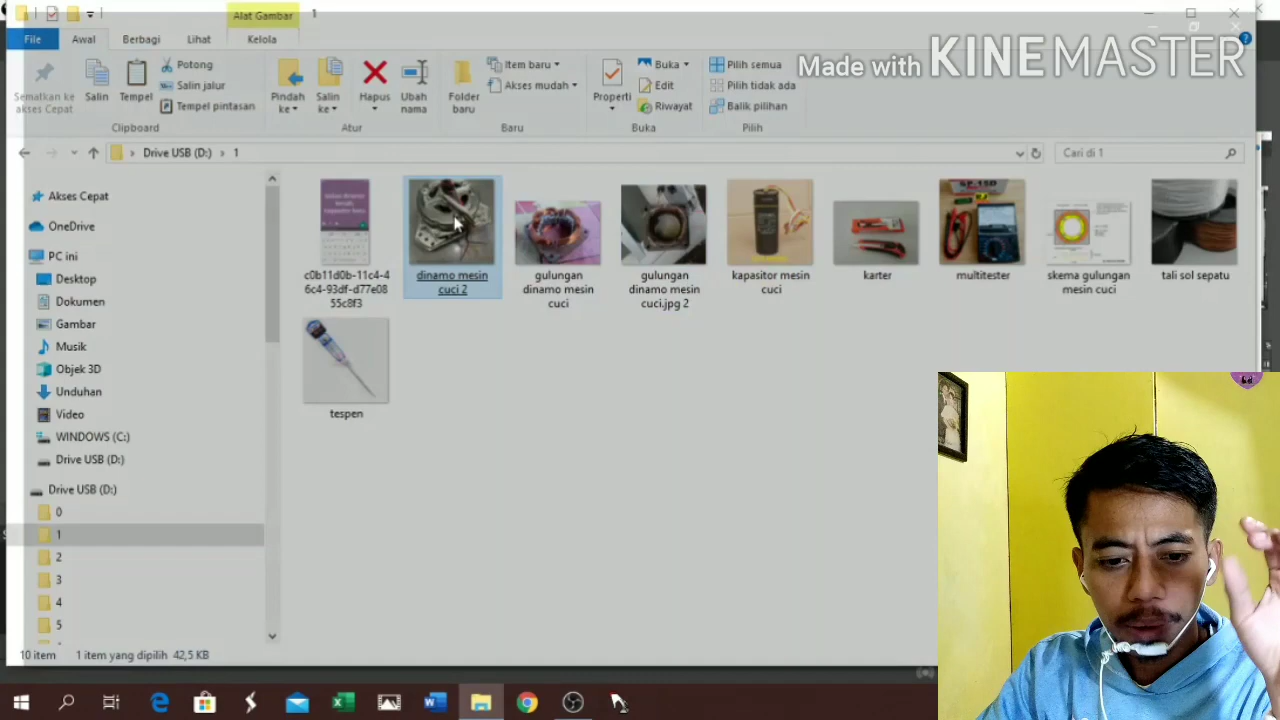 Alat Gambar
1
Made with KINEMASTER
File
Awal
Berbagi
Lihat
Kelola
Sematkan ke
akses Cepat
Salin
Tempel
Potong
Salin jalur
Tempel pintasan
Clipboard
Pindah
ke
Salin
ke
Hapus
Ubah
nama
Atur
Folder
baru
Item baru
Akses mudah
Baru
Properti
Buka
Edit
Riwayat
Buka
Pilih semua
Pilih tidak ada
Balik pilihan
Pilih
Drive USB (D:)
1
Cari di 1
Akses Cepat
OneDrive
PC ini
Desktop
Dokumen
Gambar
Musik
Objek 3D
Unduhan
Video
WINDOWS (C:)
Drive USB (D:)
Drive USB (D:)
0
1
2
3
4
5
c0b11d0b-11c4-4
6c4-93df-d77e08
55c8f3
dinamo mesin
cuci 2
gulungan
dinamo mesin
cuci
gulungan
dinamo mesin
cuci.jpg 2
kapasitor mesin
cuci
karter
multitester
skema gulungan
mesin cuci
tali sol sepatu
tespen
10 item
1 item yang dipilih 42,5 KB